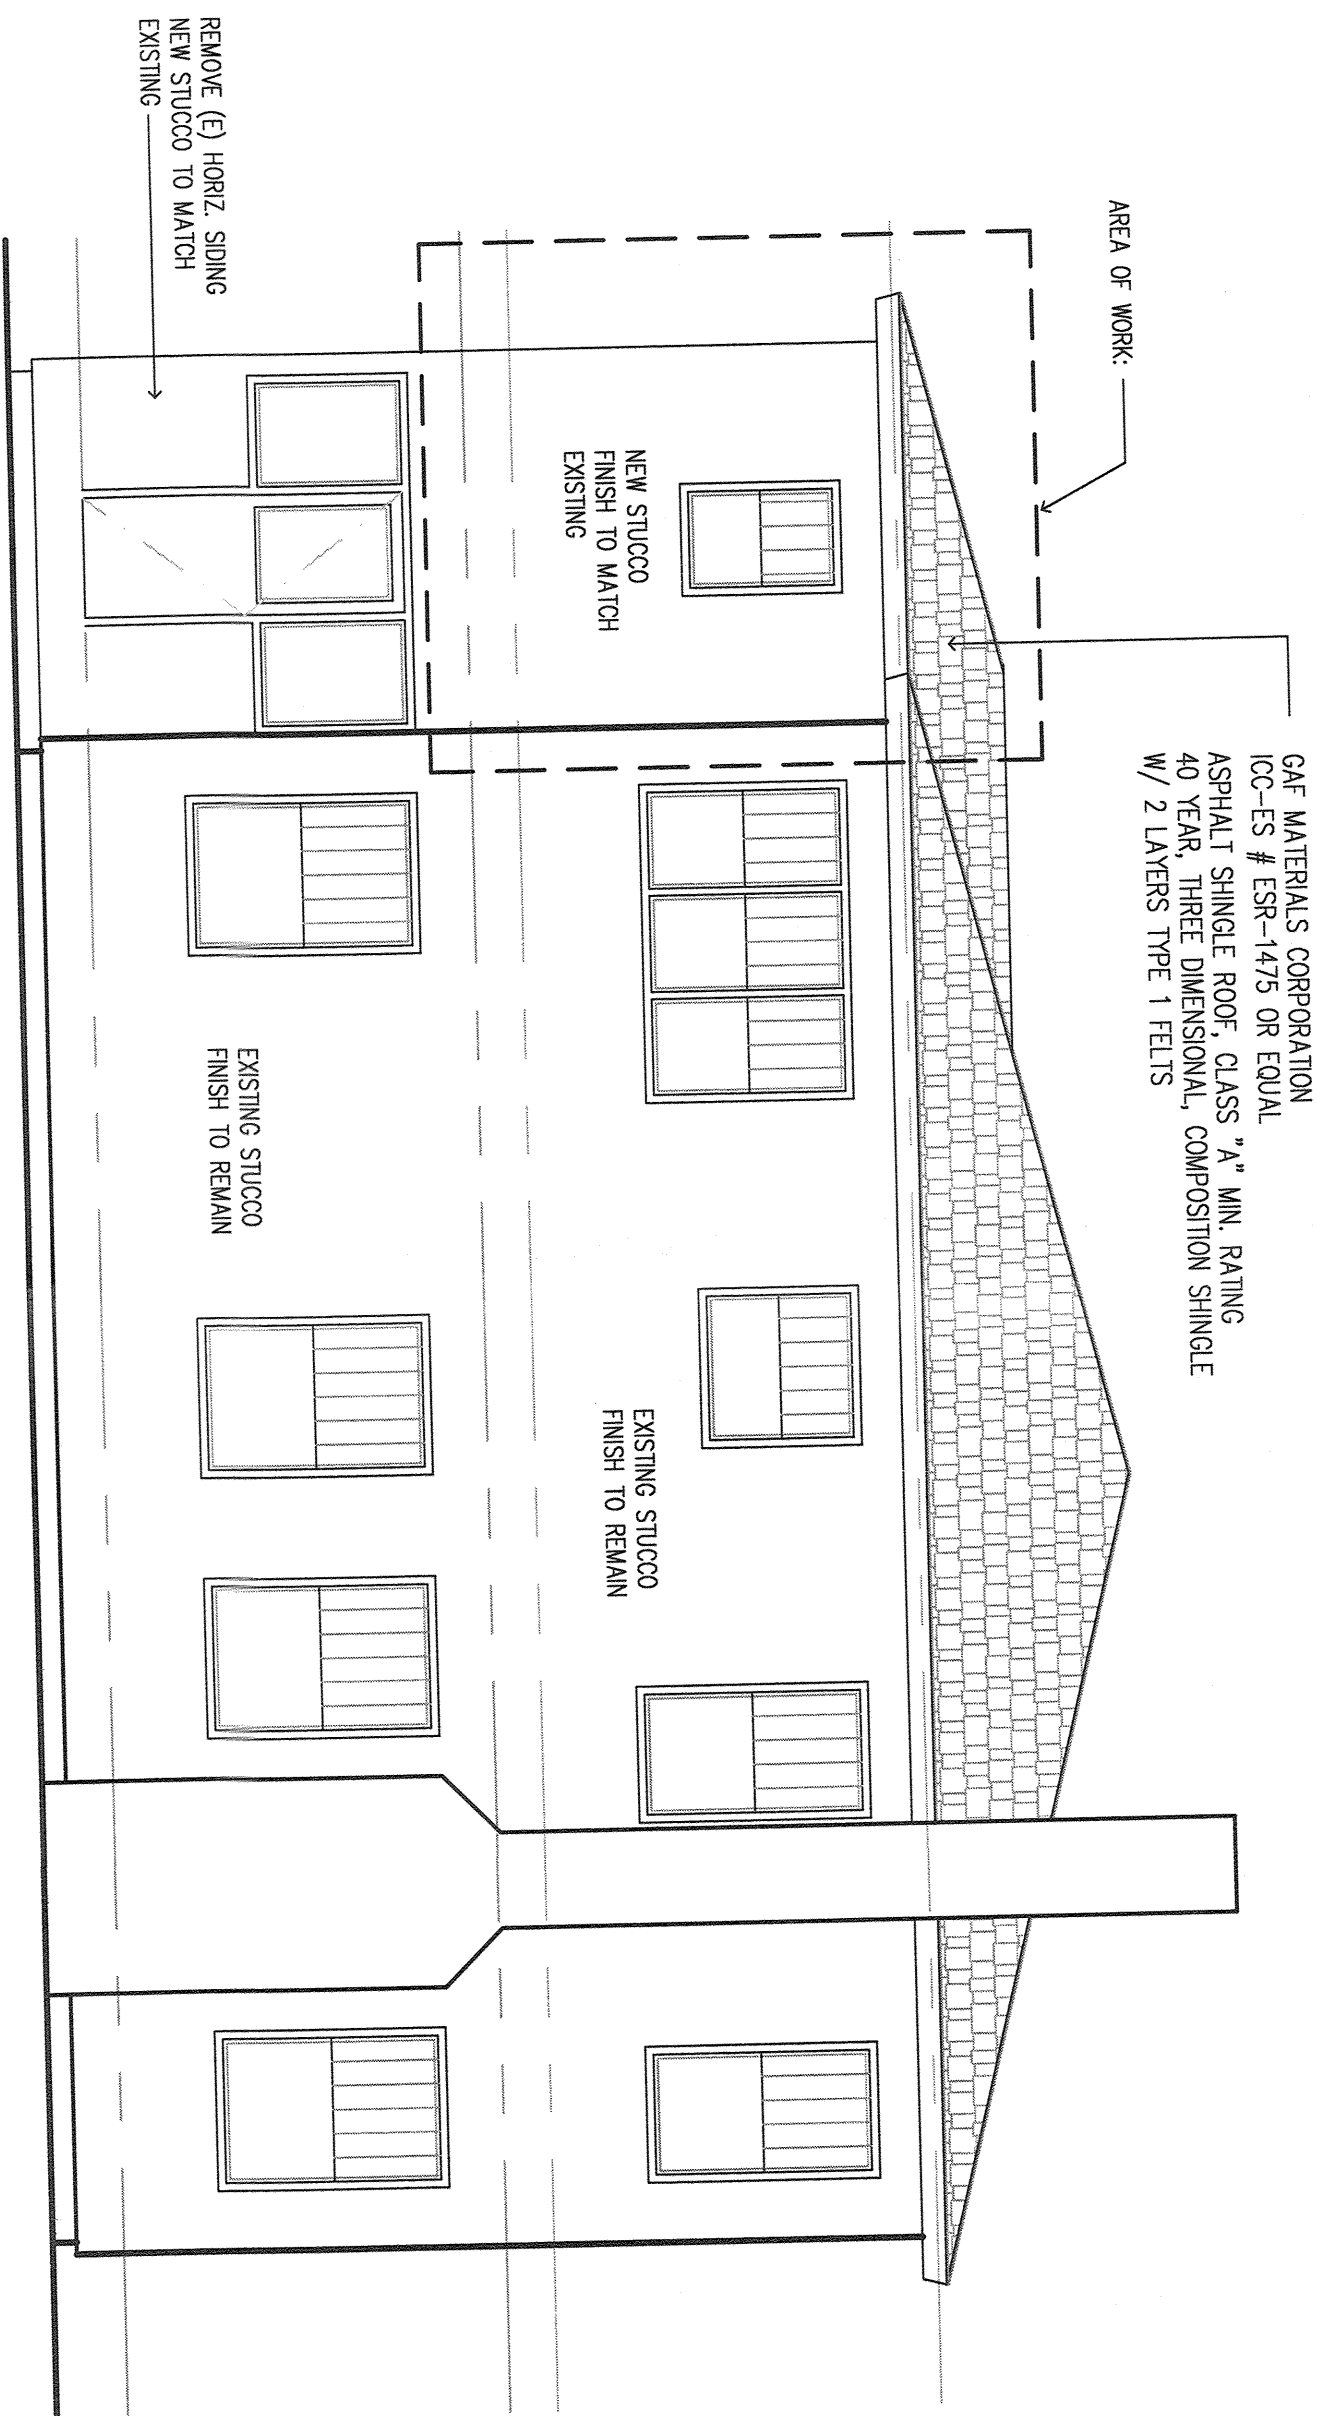 GAF MATERIALS CORPORATION
ICC-ES # ESR-1475 OR EQUAL
ASPHALT SHINGLE ROOF, CLASS "A" MIN. RATING
40 YEAR, THREE DIMENSIONAL, COMPOSITION SHINGLE
W/ 2 LAYERS TYPE 1 FELTS
AREA OF WORK:
NEW STUCCO
FINISH TO MATCH
EXISTING
EXISTING STUCCO
FINISH TO REMAIN
EXISTING STUCCO
FINISH TO REMAIN
REMOVE (E) HORIZ. SIDING
NEW STUCCO TO MATCH
EXISTING